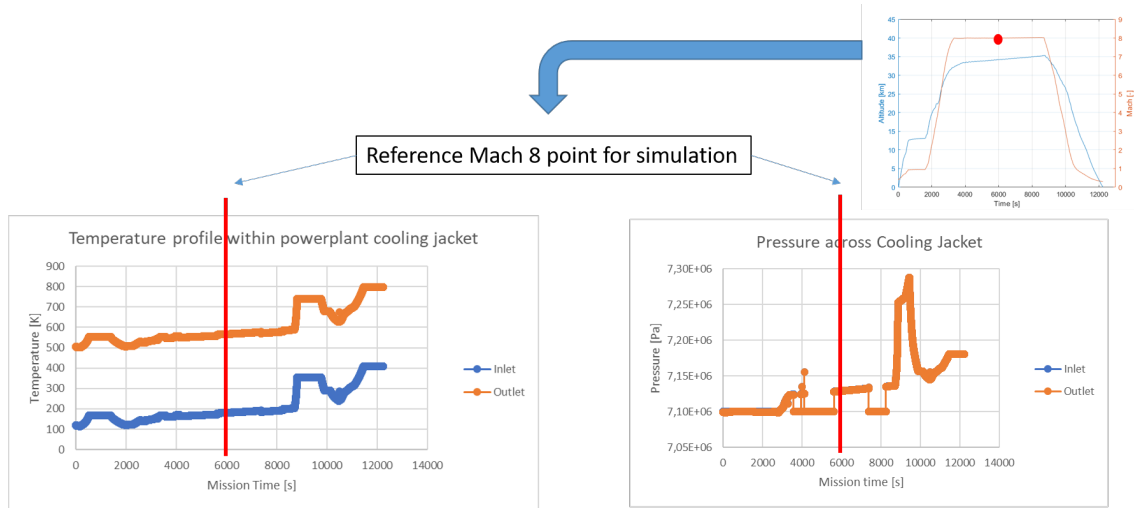 45
40
35
30
25
20
15
10
5
0
Altitude [km]
9
8
7
6
5
4
3
2
1
0
Mach [-]
0 2000 4000 6000 8000 10000 12000
Time [s]
Reference Mach 8 point for simulation
Temperature profile within powerplant cooling jacket
900
800
700
600
500
400
300
200
100
0
Temperature [K]
0 2000 4000 6000 8000 10000 12000 14000
Mission Time [s]
Inlet
Outlet
Pressure across Cooling Jacket
7,30E+06
7,25E+06
7,20E+06
7,15E+06
7,10E+06
7,05E+06
Pressure [Pa]
0 2000 4000 6000 8000 10000 12000 14000
Mission time [s]
Inlet
Outlet